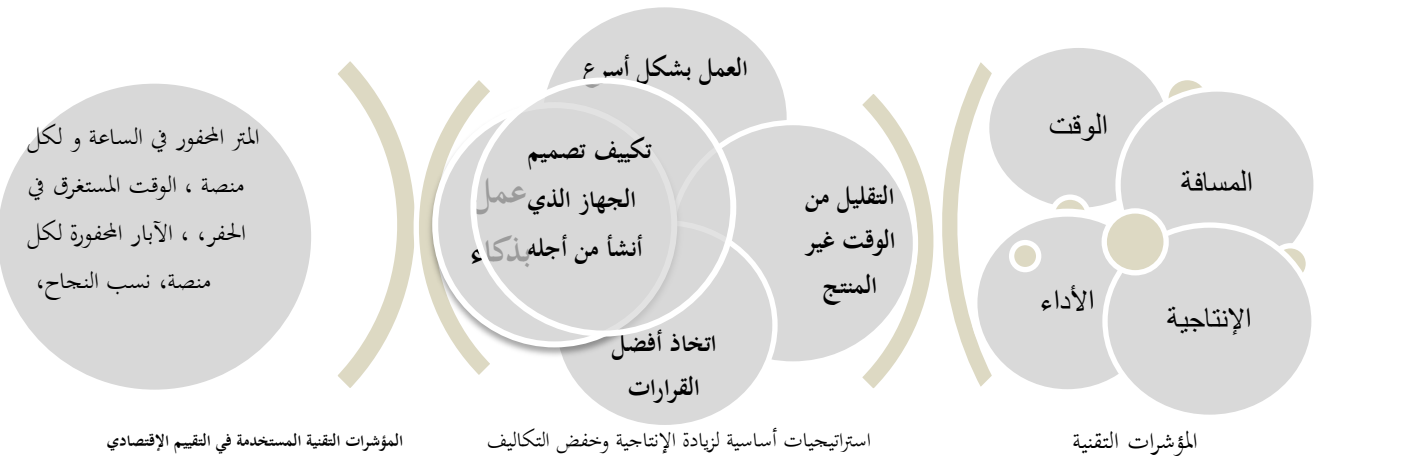 الوقت
المسافة
الأداء
الإنتاجية
المؤشرات التقنية
العمل بشكل أسرع
التقليل من
الوقت غير
المنتج
تكييف تصميم
الجهاز الذي
أنشأ من أجله
عمل
بذكاء
اتخاذ أفضل
القرارات
استراتيجيات أساسية لزيادة الإنتاجية وخفض التكاليف
المتر المحفور في الساعة و لكل
منصة ، الوقت المستغرق في
الحفر، ، الآبار المحفورة لكل
منصة، نسب النجاح،
المؤشرات التقنية المستخدمة في التقييم الإقتصادي